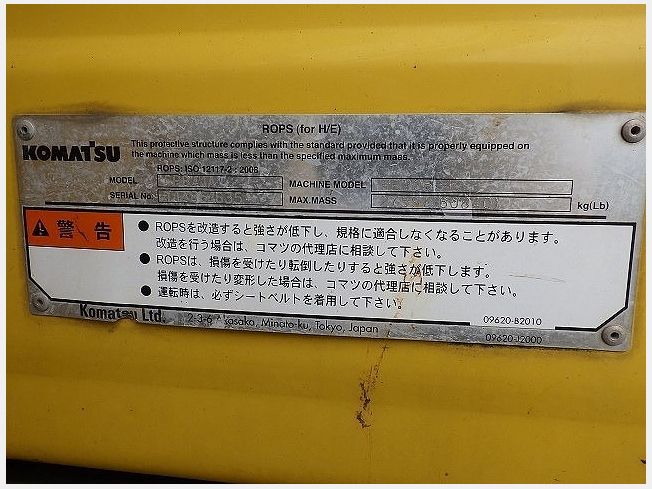 ROPS (for H/E)
KOMATSU
This protective structure complies with the standard provided that it is properly equipped on
the machine which mass is less than the specified maximum mass.
ROPS: ISO 12117-2 : 2008
MODEL
MACHINE MODEL
SERIAL No.
MAX.MASS
kg(Lb)
警告
● ROPSを改造すると強さが低下し、規格に適合しなくなることがあります。
改造を行う場合は、コマツの代理店に相談して下さい。
● ROPSは、損傷を受けたり転倒したりすると強さが低下します。
損傷を受けたり変形した場合は、コマツの代理店に相談して下さい。
● 運転時は、必ずシートベルトを着用して下さい。
Komatsu Ltd.
2-3-6 Akasaka, Minato-ku, Tokyo, Japan
09620-B2010
09620-J2000